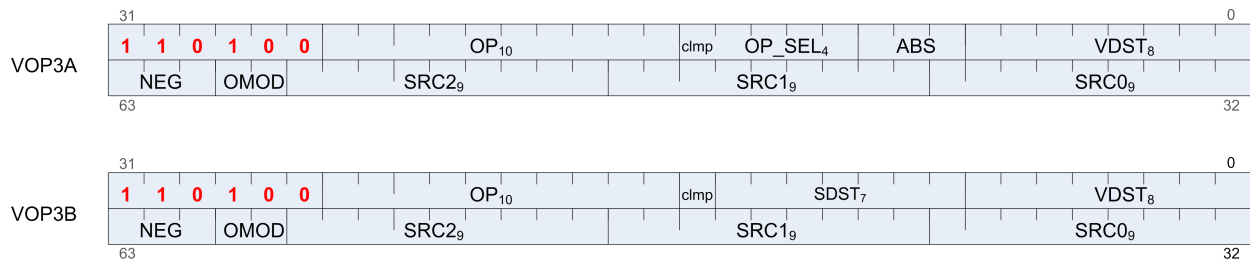 31 0
VOP3A
1 1 0 1 0 0 OP10 clmp OP_SEL4 ABS VDST8
NEG OMOD SRC29 SRC19 SRC09
63 32
31 0
VOP3B
1 1 0 1 0 0 OP10 clmp SDST7 VDST8
NEG OMOD SRC29 SRC19 SRC09
63 32